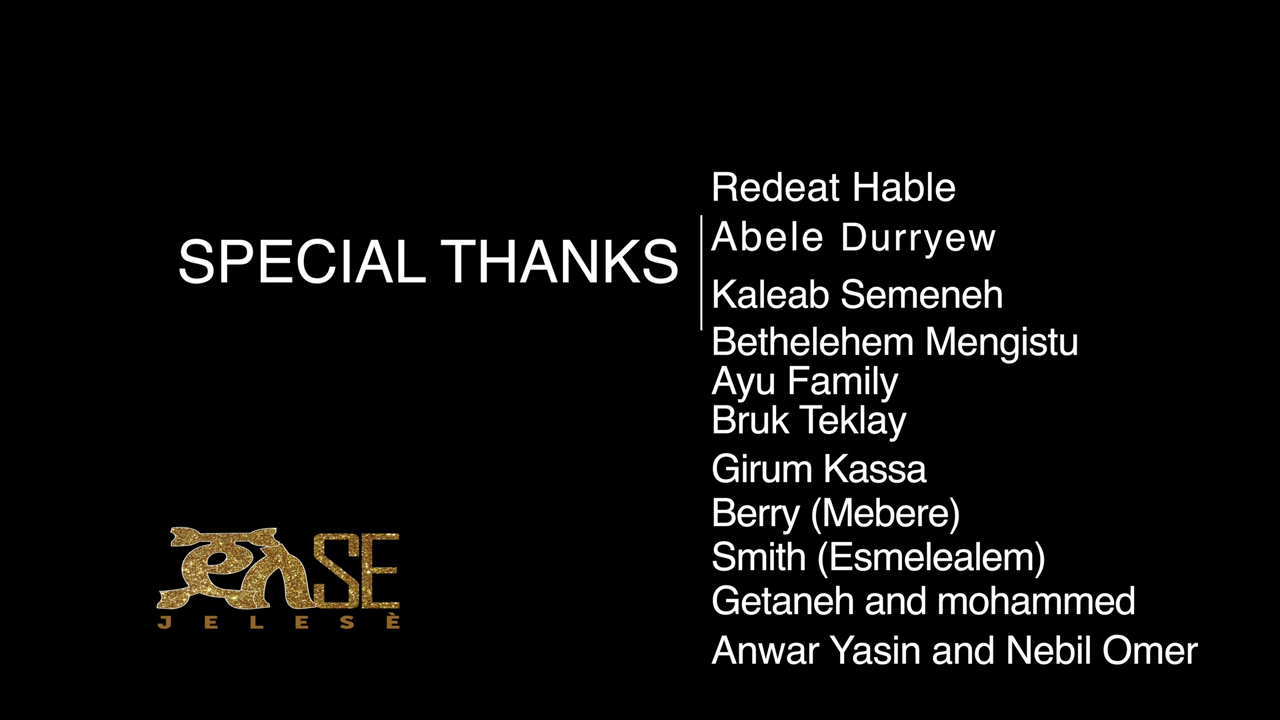 SPECIAL THANKS
Redeat Hable
Abele Durryew
Kaleab Semeneh
Bethelehem Mengistu
Ayu Family
Bruk Teklay
Girum Kassa
Berry (Mebere)
Smith (Esmelealem)
Getaneh and mohammed
Anwar Yasin and Nebil Omer
SE
JELESÈ